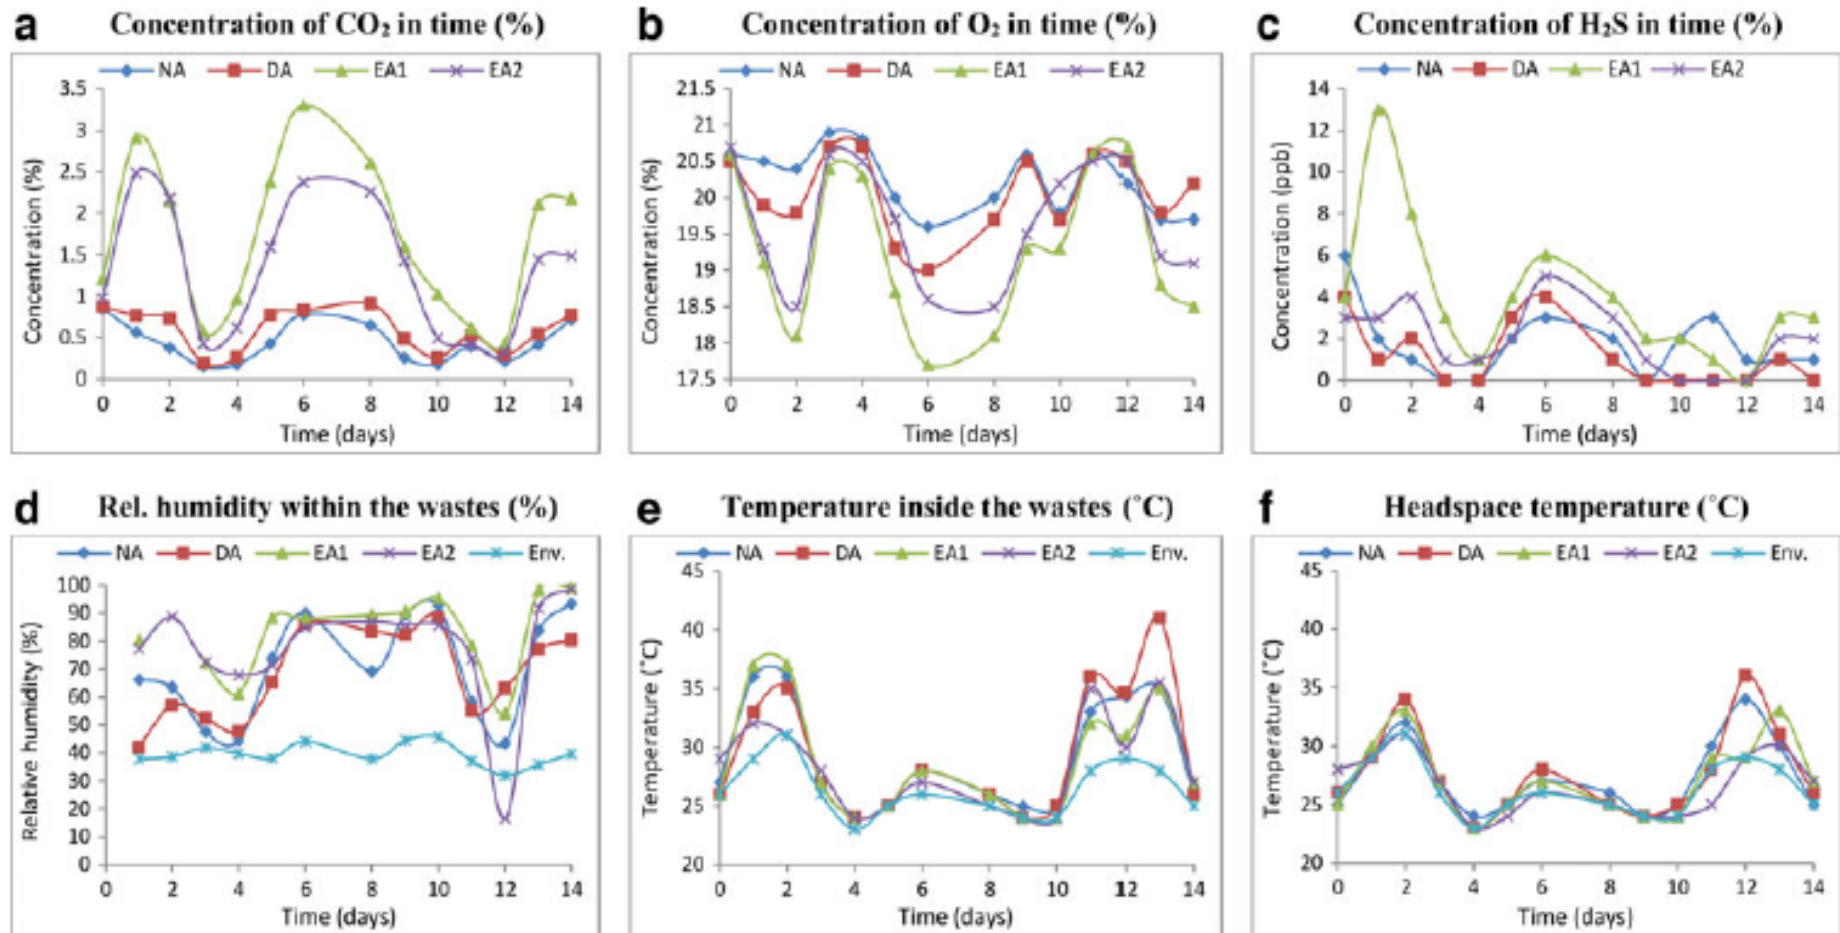 a Concentration of CO₂ in time (%)
NA DA EA1 EA2
3.5
3
2.5
2
1.5
1
0.5
0
Concentration (%)
0 2 4 6 8 10 12 14
Time (days)
b Concentration of O₂ in time (%)
NA DA EA1 EA2
21.5
21
20.5
20
19.5
19
18.5
18
17.5
Concentration (%)
0 2 4 6 8 10 12 14
Time (days)
c Concentration of H₂S in time (%)
NA DA EA1 EA2
14
12
10
8
6
4
2
0
Concentration (ppb)
0 2 4 6 8 10 12 14
Time (days)
d Rel. humidity within the wastes (%)
NA DA EA1 EA2 Env.
100
90
80
70
60
50
40
30
20
10
0
Relative humidity (%)
0 2 4 6 8 10 12 14
Time (days)
e Temperature inside the wastes (˚C)
NA DA EA1 EA2 Env.
45
40
35
30
25
20
Temperature (˚C)
0 2 4 6 8 10 12 14
Time (days)
f Headspace temperature (˚C)
NA DA EA1 EA2 Env.
45
40
35
30
25
20
Temperature (˚C)
0 2 4 6 8 10 12 14
Time (days)